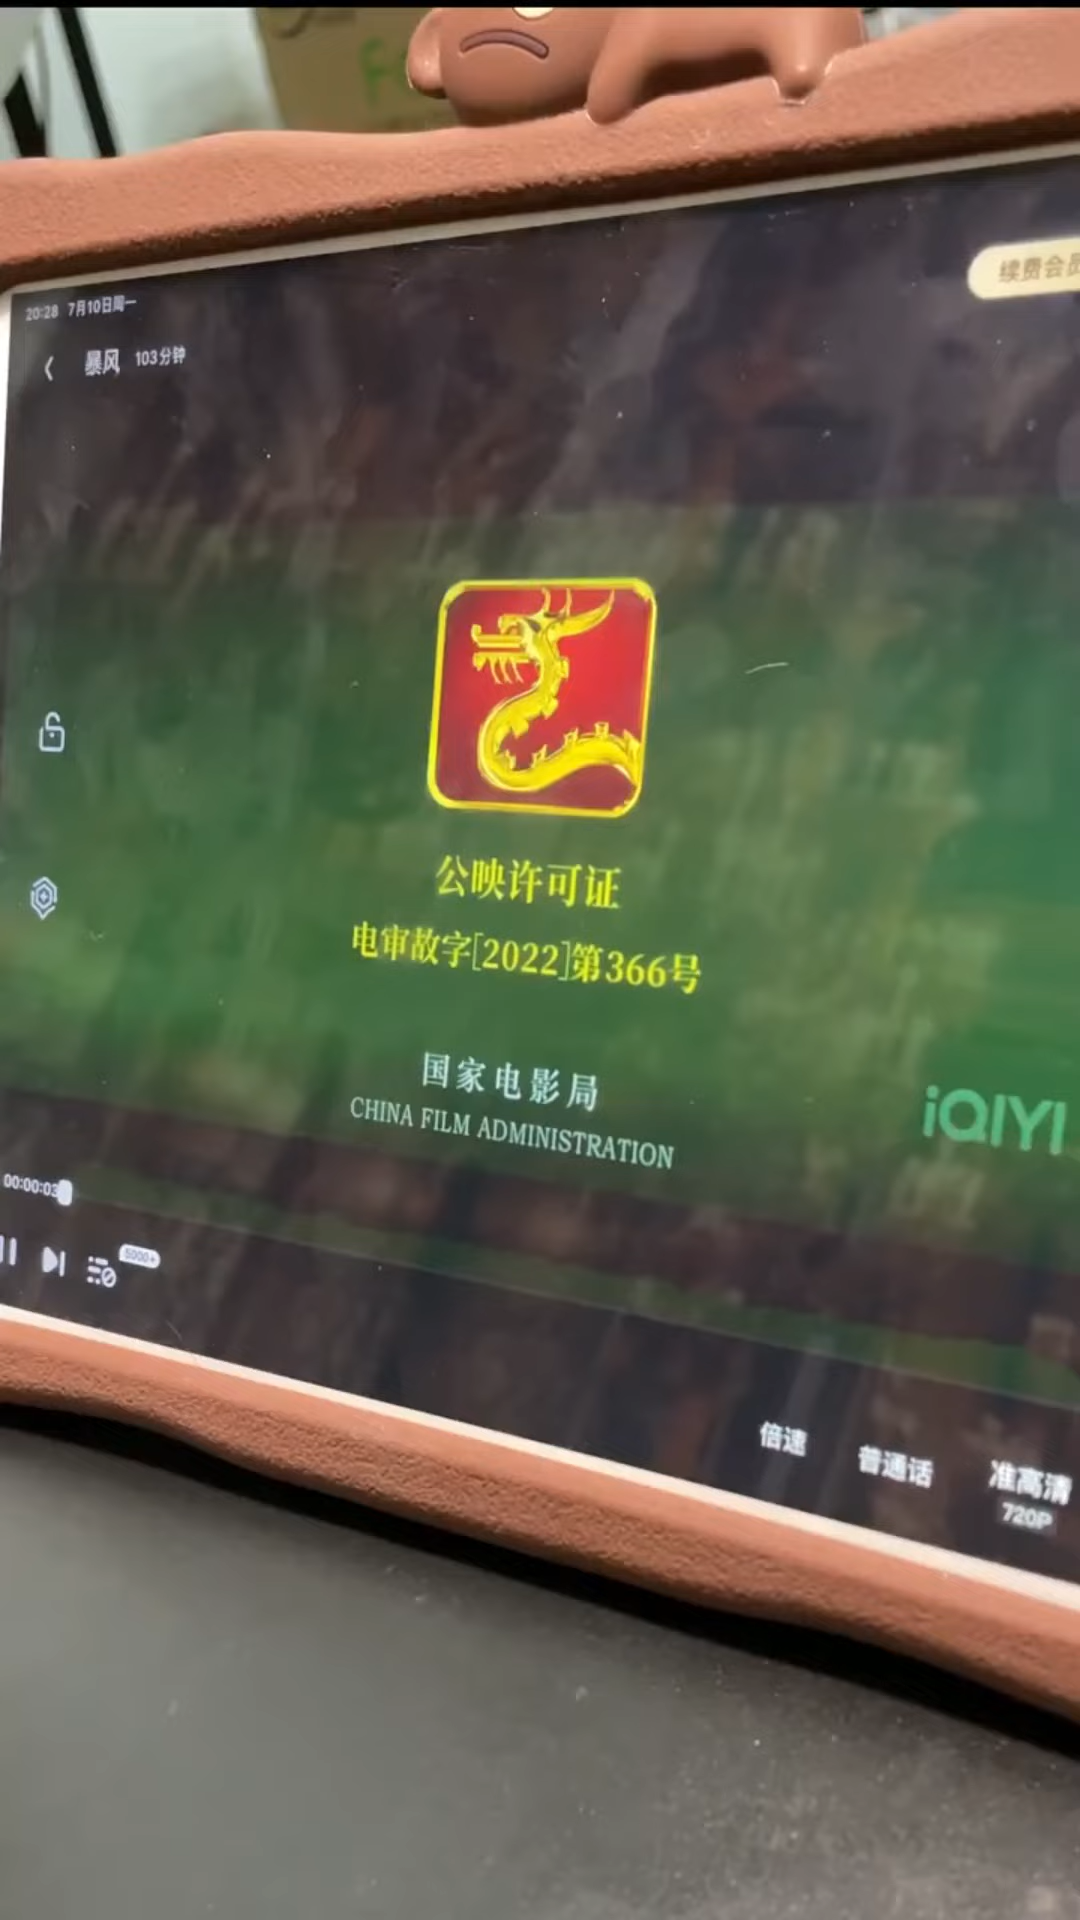 续费会员
20:28 7月10日周一
暴风 103分钟
公映许可证
电审故字[2022]第366号
国家电影局
CHINA FILM ADMINISTRATION
iQIYI
00:00:03
5000+
倍速 普通话 准高清
720P